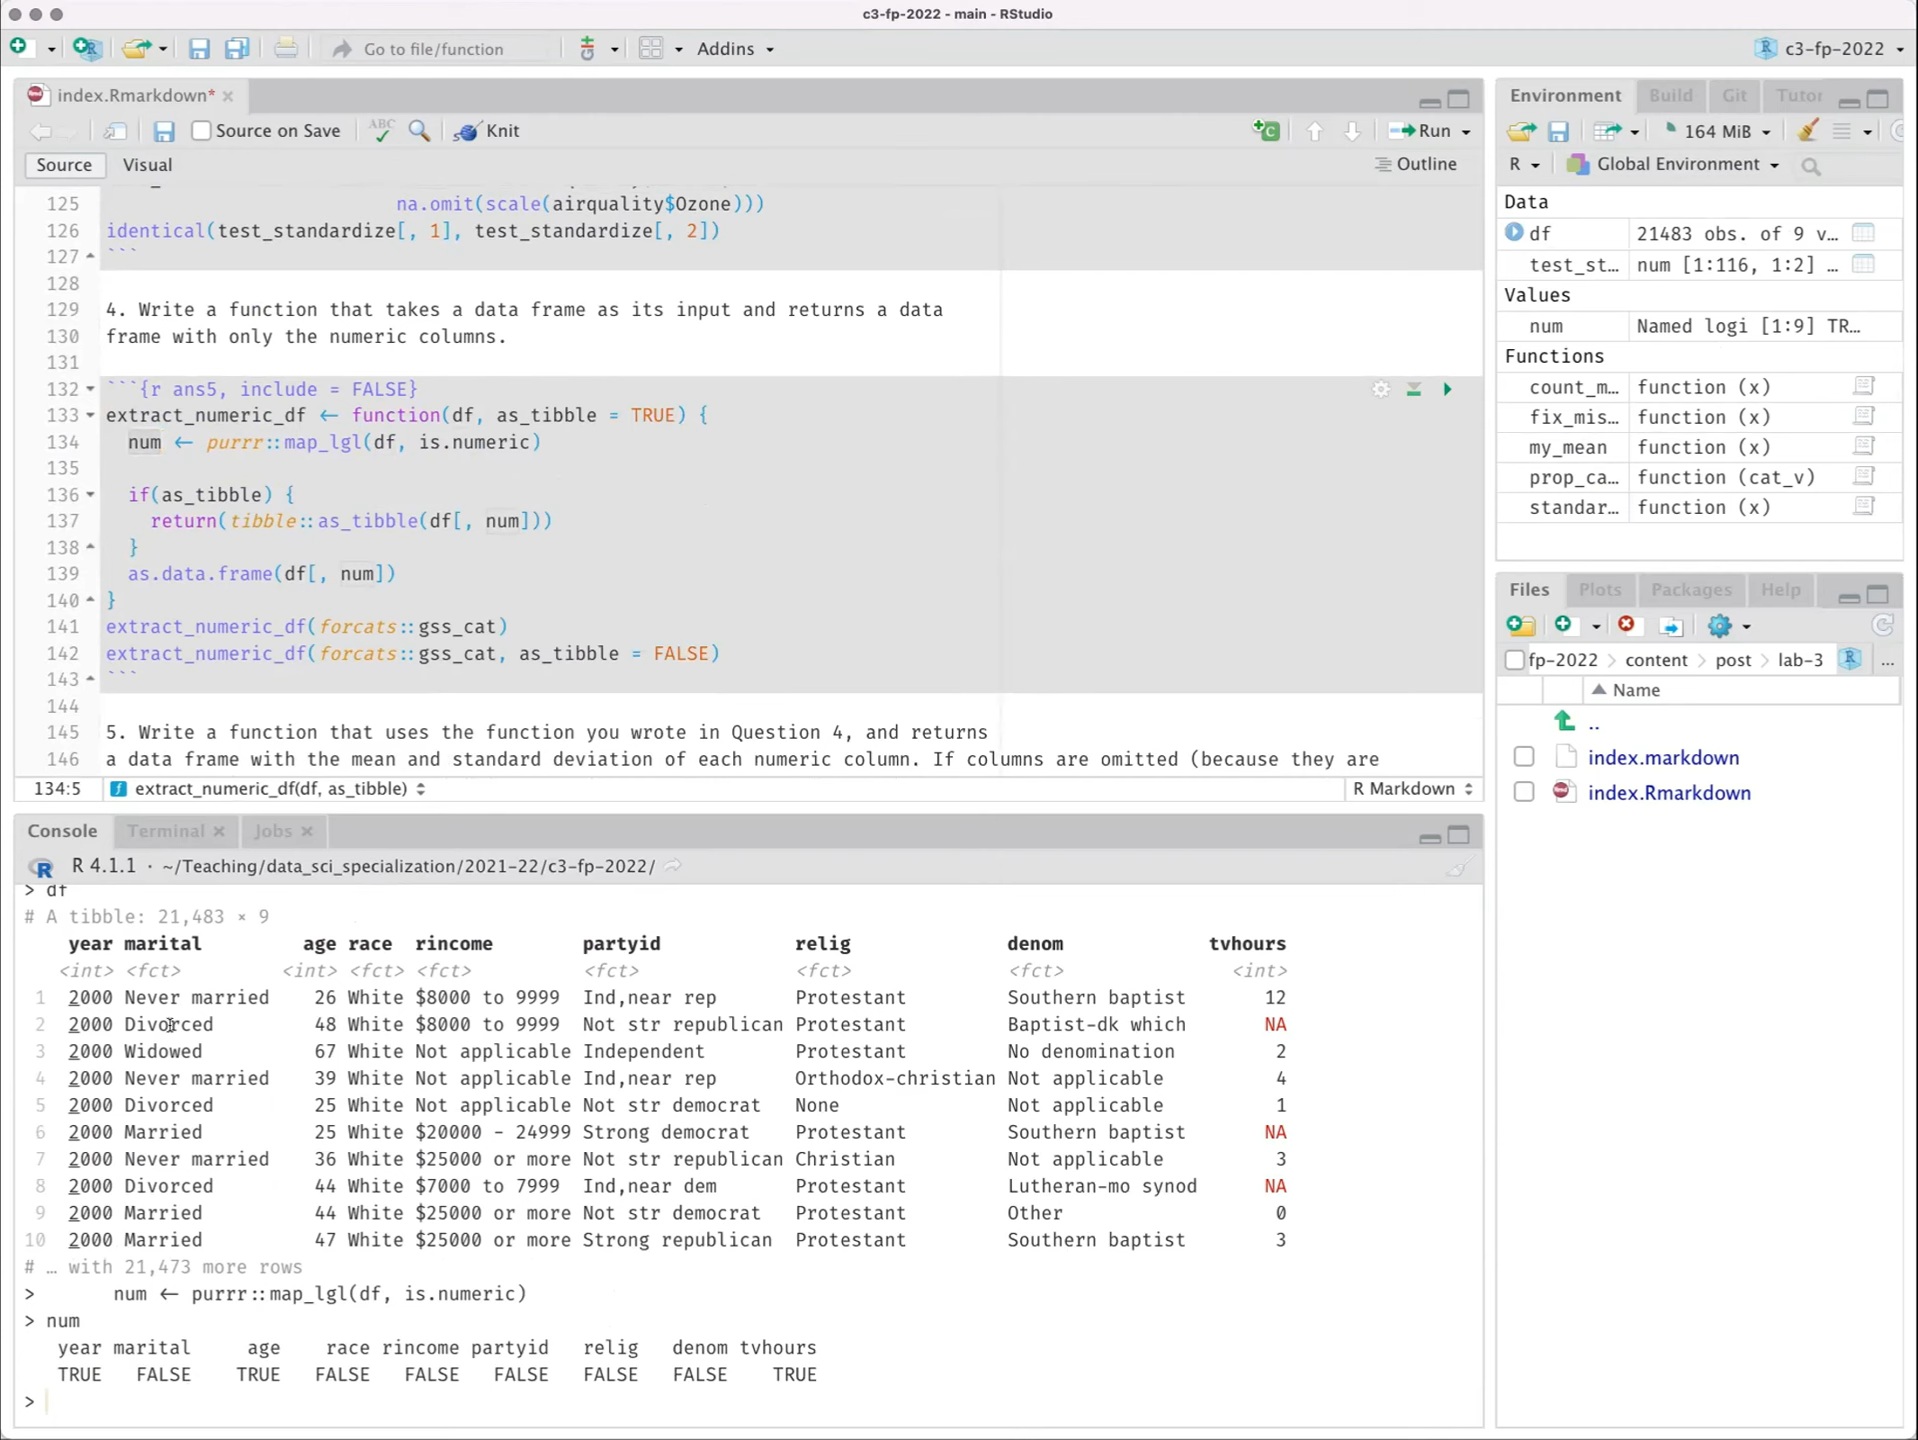 c3-fp-2022 - main - RStudio
Go to file/function
Addins
c3-fp-2022
index.Rmarkdown*
Source on Save
ABC
Knit
Run
Source
Visual
Outline
125 na.omit(scale(airquality$Ozone)))
126 identical(test_standardize[, 1], test_standardize[, 2])
127 ```
128
129 4. Write a function that takes a data frame as its input and returns a data
130 frame with only the numeric columns.
131
132 ```{r ans5, include = FALSE}
133 extract_numeric_df ← function(df, as_tibble = TRUE) {
134 num ← purrr::map_lgl(df, is.numeric)
135
136 if(as_tibble) {
137 return(tibble::as_tibble(df[, num]))
138 }
139 as.data.frame(df[, num])
140 }
141 extract_numeric_df(forcats::gss_cat)
142 extract_numeric_df(forcats::gss_cat, as_tibble = FALSE)
143 ```
144
145 5. Write a function that uses the function you wrote in Question 4, and returns
146 a data frame with the mean and standard deviation of each numeric column. If columns are omitted (because they are
134:5 extract_numeric_df(df, as_tibble) R Markdown
Console Terminal Jobs
R 4.1.1 · ~/Teaching/data_sci_specialization/2021-22/c3-fp-2022/
> df
# A tibble: 21,483 × 9
year marital age race rincome partyid relig denom tvhours
<int> <fct> <int> <fct> <fct> <fct> <fct> <fct> <int>
1 2000 Never married 26 White $8000 to 9999 Ind,near rep Protestant Southern baptist 12
2 2000 Divorced 48 White $8000 to 9999 Not str republican Protestant Baptist-dk which NA
3 2000 Widowed 67 White Not applicable Independent Protestant No denomination 2
4 2000 Never married 39 White Not applicable Ind,near rep Orthodox-christian Not applicable 4
5 2000 Divorced 25 White Not applicable Not str democrat None Not applicable 1
6 2000 Married 25 White $20000 - 24999 Strong democrat Protestant Southern baptist NA
7 2000 Never married 36 White $25000 or more Not str republican Christian Not applicable 3
8 2000 Divorced 44 White $7000 to 7999 Ind,near dem Protestant Lutheran-mo synod NA
9 2000 Married 44 White $25000 or more Not str democrat Protestant Other 0
10 2000 Married 47 White $25000 or more Strong republican Protestant Southern baptist 3
# … with 21,473 more rows
> num ← purrr::map_lgl(df, is.numeric)
> num
year marital age race rincome partyid relig denom tvhours
TRUE FALSE TRUE FALSE FALSE FALSE FALSE FALSE TRUE
>
Environment Build Git Tutor
164 MiB
R Global Environment
Data
df 21483 obs. of 9 v…
test_st… num [1:116, 1:2] …
Values
num Named logi [1:9] TR…
Functions
count_m… function (x)
fix_mis… function (x)
my_mean function (x)
prop_ca… function (cat_v)
standar… function (x)
Files Plots Packages Help
fp-2022 > content > post > lab-3 ...
Name
..
index.markdown
index.Rmarkdown